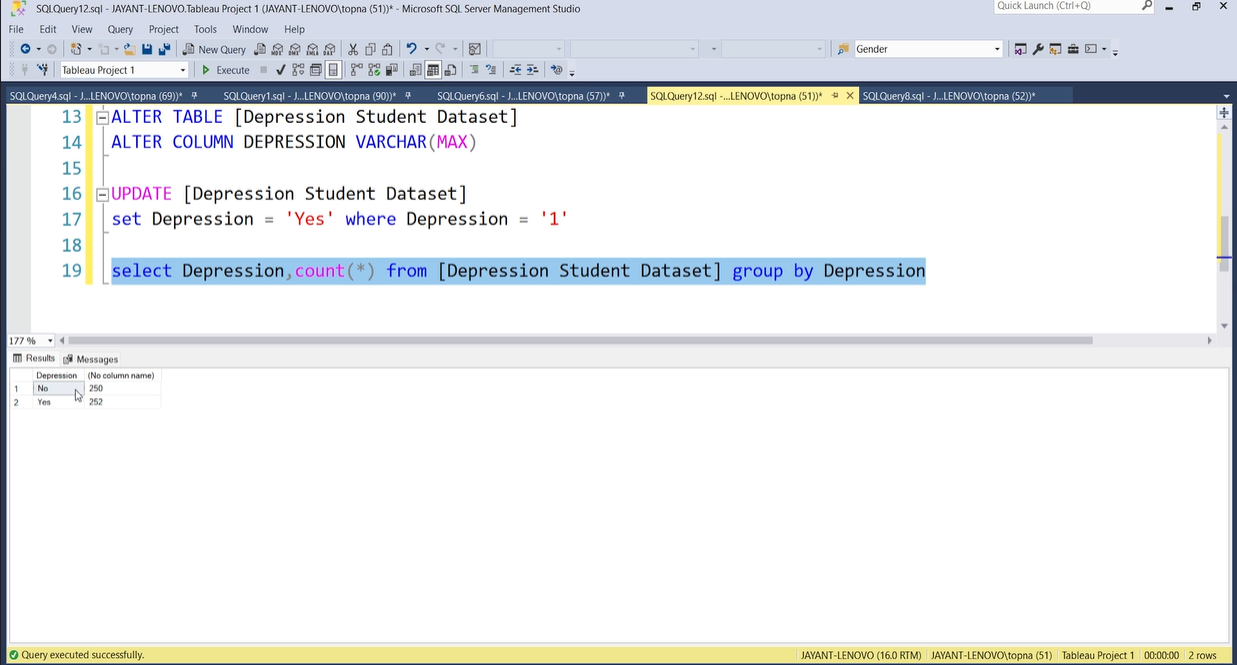 SQLQuery12.sql - JAYANT-LENOVO.Tableau Project 1 (JAYANT-LENOVO\topna (51))* - Microsoft SQL Server Management Studio
Quick Launch (Ctrl+Q)
File Edit View Query Project Tools Window Help
New Query
Gender
Tableau Project 1
Execute
SQLQuery4.sql - J...LENOVO\topna (69))*
SQLQuery1.sql - J...LENOVO\topna (90))*
SQLQuery6.sql - J...LENOVO\topna (57))*
SQLQuery12.sql -...LENOVO\topna (51))*
SQLQuery8.sql - J...LENOVO\topna (52))*
13 ALTER TABLE [Depression Student Dataset]
14 ALTER COLUMN DEPRESSION VARCHAR(MAX)
15
16 UPDATE [Depression Student Dataset]
17 set Depression = 'Yes' where Depression = '1'
18
19 select Depression,count(*) from [Depression Student Dataset] group by Depression
177 %
Results Messages
Depression (No column name)
1 No 250
2 Yes 252
Query executed successfully.
JAYANT-LENOVO (16.0 RTM) JAYANT-LENOVO\topna (51) Tableau Project 1 00:00:00 2 rows